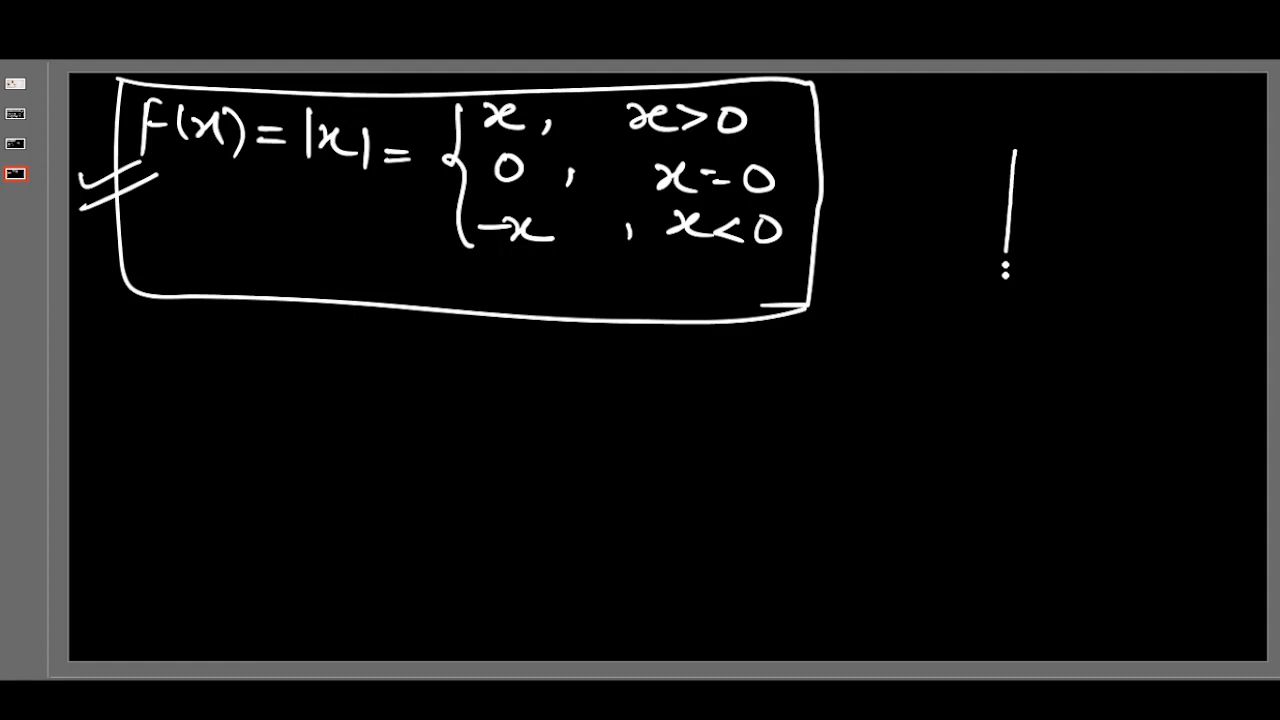 f(x) = |x| = { x, x>0
0, x=0
-x, x<0